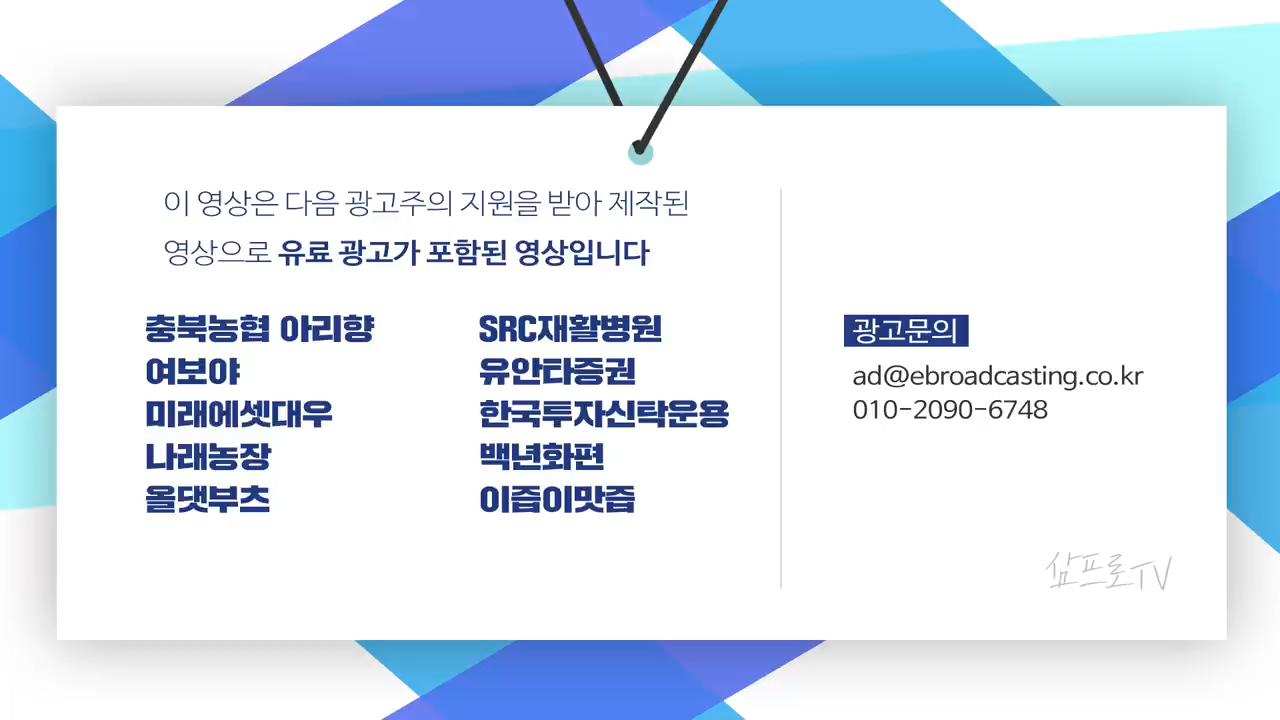 이 영상은 다음 광고주의 지원을 받아 제작된
영상으로 유료 광고가 포함된 영상입니다
충북농협 아리향
여보야
미래에셋대우
나래농장
올댓부츠
SRC재활병원
유안타증권
한국투자신탁운용
백년화편
이즙이맛즙
광고문의
ad@ebroadcasting.co.kr
010-2090-6748
삼프로TV